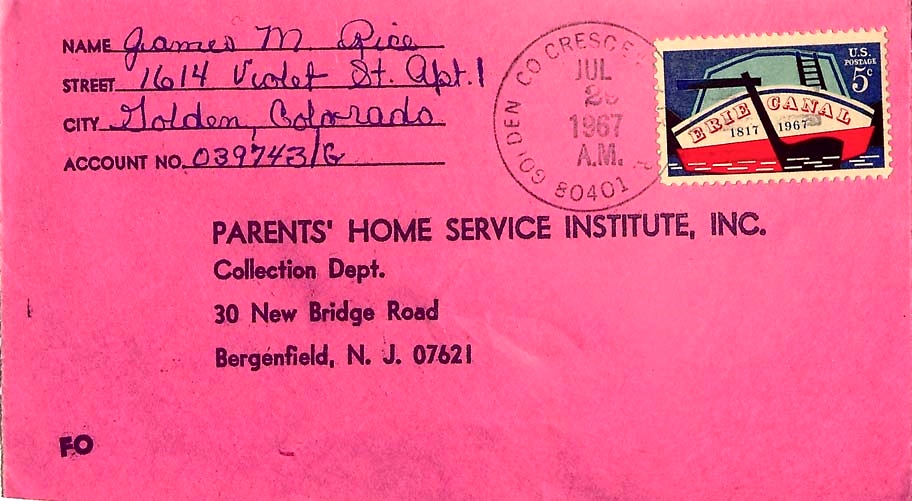 NAME James M Rice
STREET 1614 Violet St. Apt. 1
CITY Golden, Colorado
ACCOUNT NO. 039743/G
GOLDEN CO CRESCE
JUL
1967
A.M.
80401
U.S.
POSTAGE
5c
ERIE CANAL
1817 1967
PARENTS' HOME SERVICE INSTITUTE, INC.
Collection Dept.
30 New Bridge Road
Bergenfield, N. J. 07621
FO